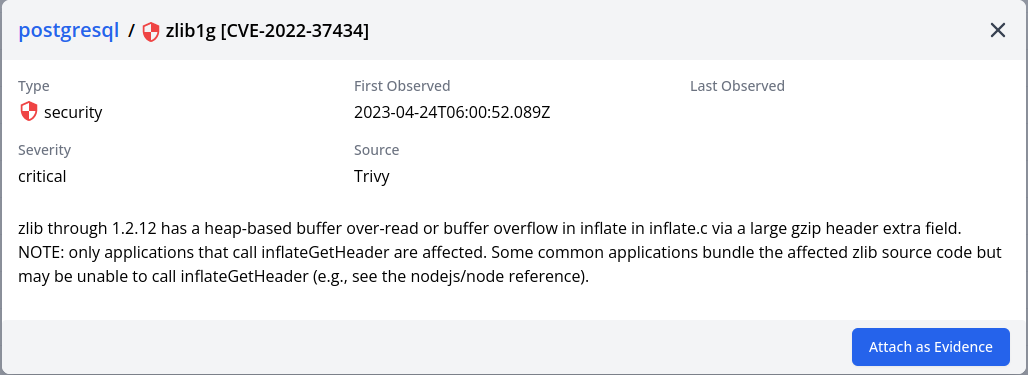 postgresql / zlib1g [CVE-2022-37434]
Type
First Observed
Last Observed
security
2023-04-24T06:00:52.089Z
Severity
Source
critical
Trivy
zlib through 1.2.12 has a heap-based buffer over-read or buffer overflow in inflate in inflate.c via a large gzip header extra field.
NOTE: only applications that call inflateGetHeader are affected. Some common applications bundle the affected zlib source code but
may be unable to call inflateGetHeader (e.g., see the nodejs/node reference).
Attach as Evidence